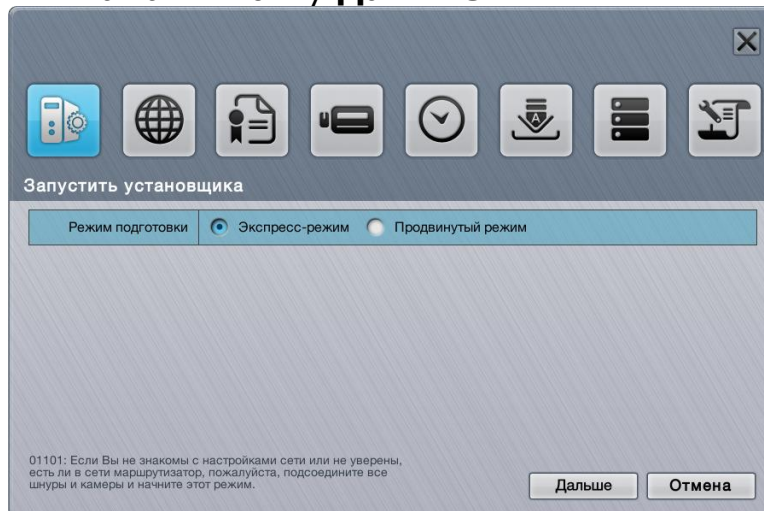 Запустить установщика
Режим подготовки Экспресс-режим Продвинутый режим
01101: Если Вы не знакомы с настройками сети или не уверены,
есть ли в сети маршрутизатор, пожалуйста, подсоедините все
шнуры и камеры и начните этот режим.
Дальше Отмена